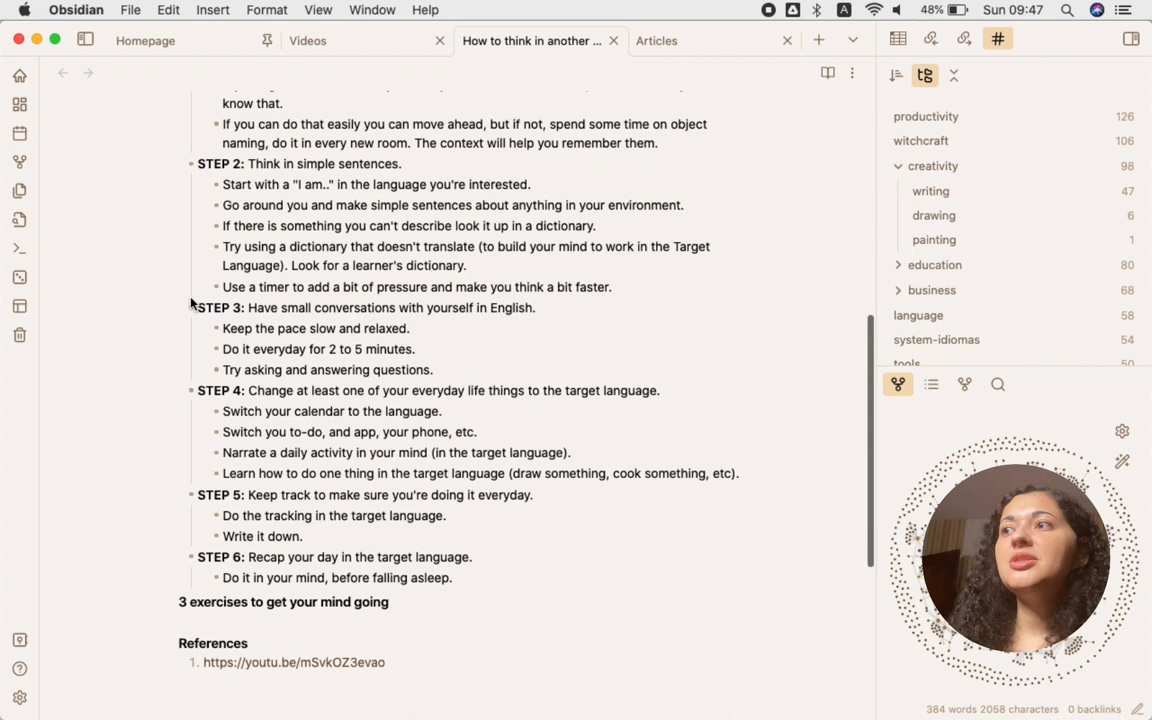 Obsidian File Edit Insert Format View Window Help A 48% Sun 09:47
Homepage Videos How to think in another ... Articles
know that.
If you can do that easily you can move ahead, but if not, spend some time on object
naming, do it in every new room. The context will help you remember them.
STEP 2: Think in simple sentences.
Start with a "I am.." in the language you're interested.
Go around you and make simple sentences about anything in your environment.
If there is something you can't describe look it up in a dictionary.
Try using a dictionary that doesn't translate (to build your mind to work in the Target
Language). Look for a learner's dictionary.
Use a timer to add a bit of pressure and make you think a bit faster.
STEP 3: Have small conversations with yourself in English.
Keep the pace slow and relaxed.
Do it everyday for 2 to 5 minutes.
Try asking and answering questions.
STEP 4: Change at least one of your everyday life things to the target language.
Switch your calendar to the language.
Switch you to-do, and app, your phone, etc.
Narrate a daily activity in your mind (in the target language).
Learn how to do one thing in the target language (draw something, cook something, etc).
STEP 5: Keep track to make sure you're doing it everyday.
Do the tracking in the target language.
Write it down.
STEP 6: Recap your day in the target language.
Do it in your mind, before falling asleep.
3 exercises to get your mind going
References
1. https://youtu.be/mSvkOZ3evao
productivity 126
witchcraft 106
creativity 98
writing 47
drawing 6
painting 1
education 80
business 68
language 58
system-idiomas 54
tools 50
384 words 2058 characters 0 backlinks